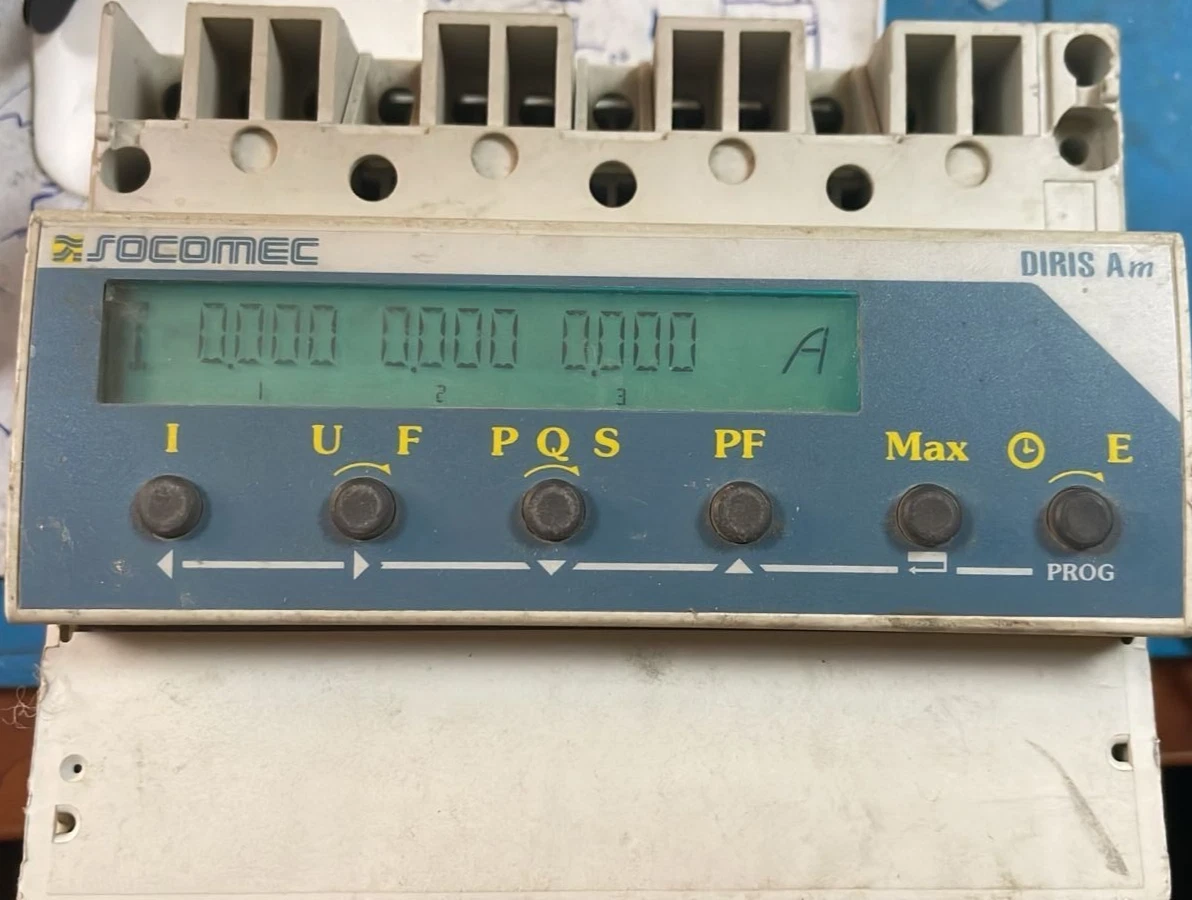 SOCOMEC
DIRIS Am
I 0.000 0.000 0.000 A
1 2 3
I U F P Q S PF Max E
PROG